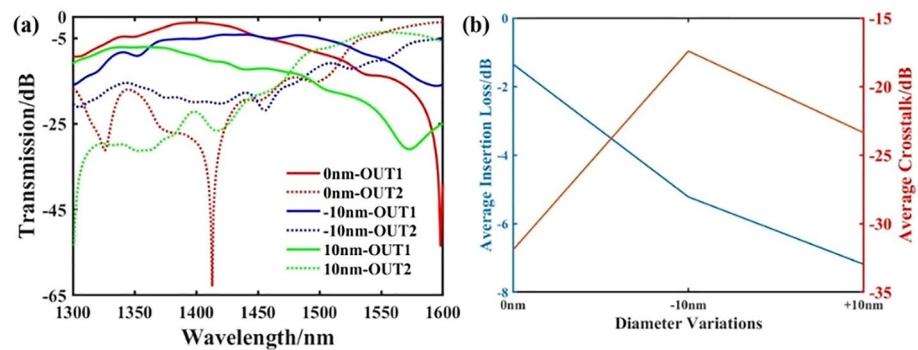 (a)
0
-5
-25
-45
-65
Transmission/dB
0nm-OUT1
0nm-OUT2
-10nm-OUT1
-10nm-OUT2
10nm-OUT1
10nm-OUT2
1300 1350 1400 1450 1500 1550 1600
Wavelength/nm
(b)
0
-2
-4
-6
-8
Average Insertion Loss/dB
-15
-20
-25
-30
-35
Average Crosstalk/dB
0nm -10nm +10nm
Diameter Variations